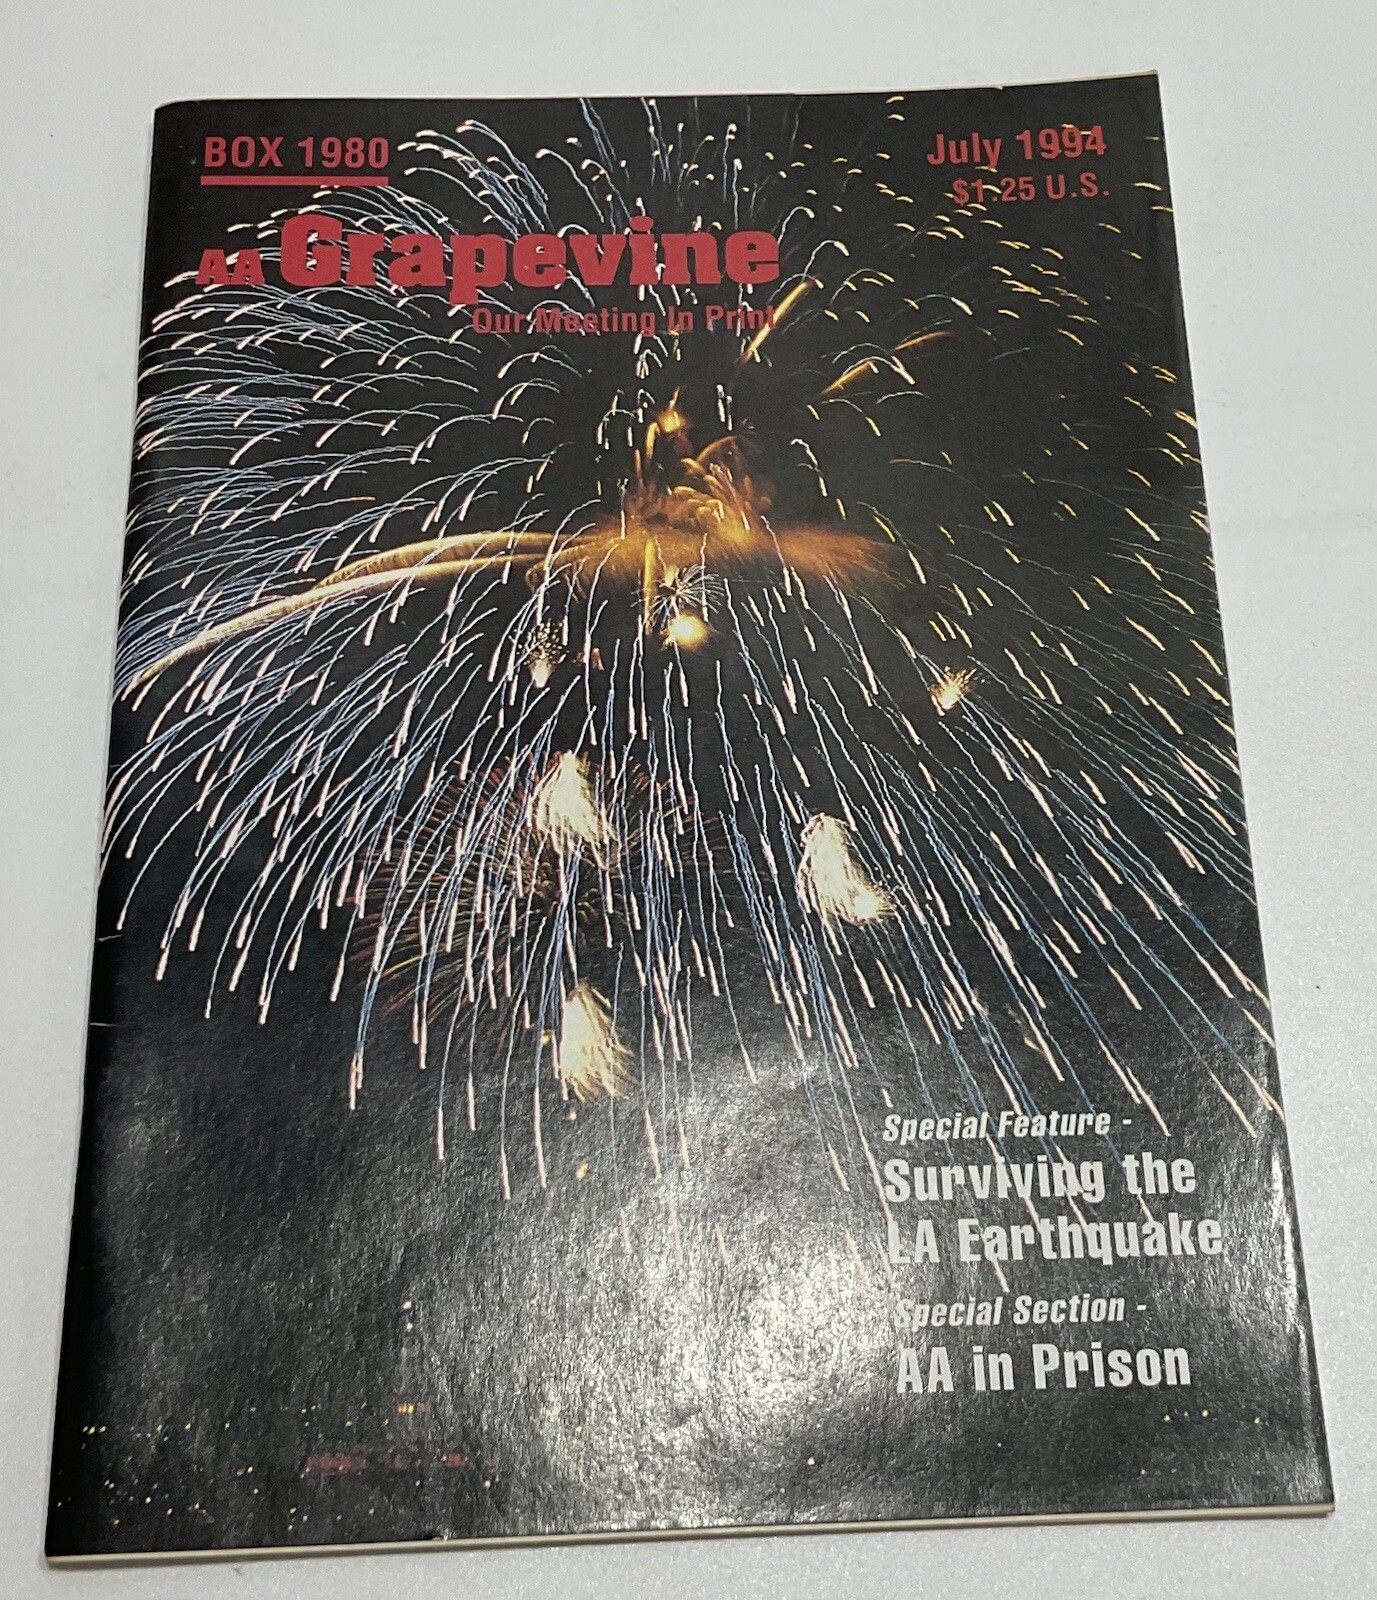 BOX 1980
July 1994
$1.25 U.S.
AA Grapevine
Our Meeting In Print
Special Feature -
Surviving the
LA Earthquake
Special Section -
AA in Prison